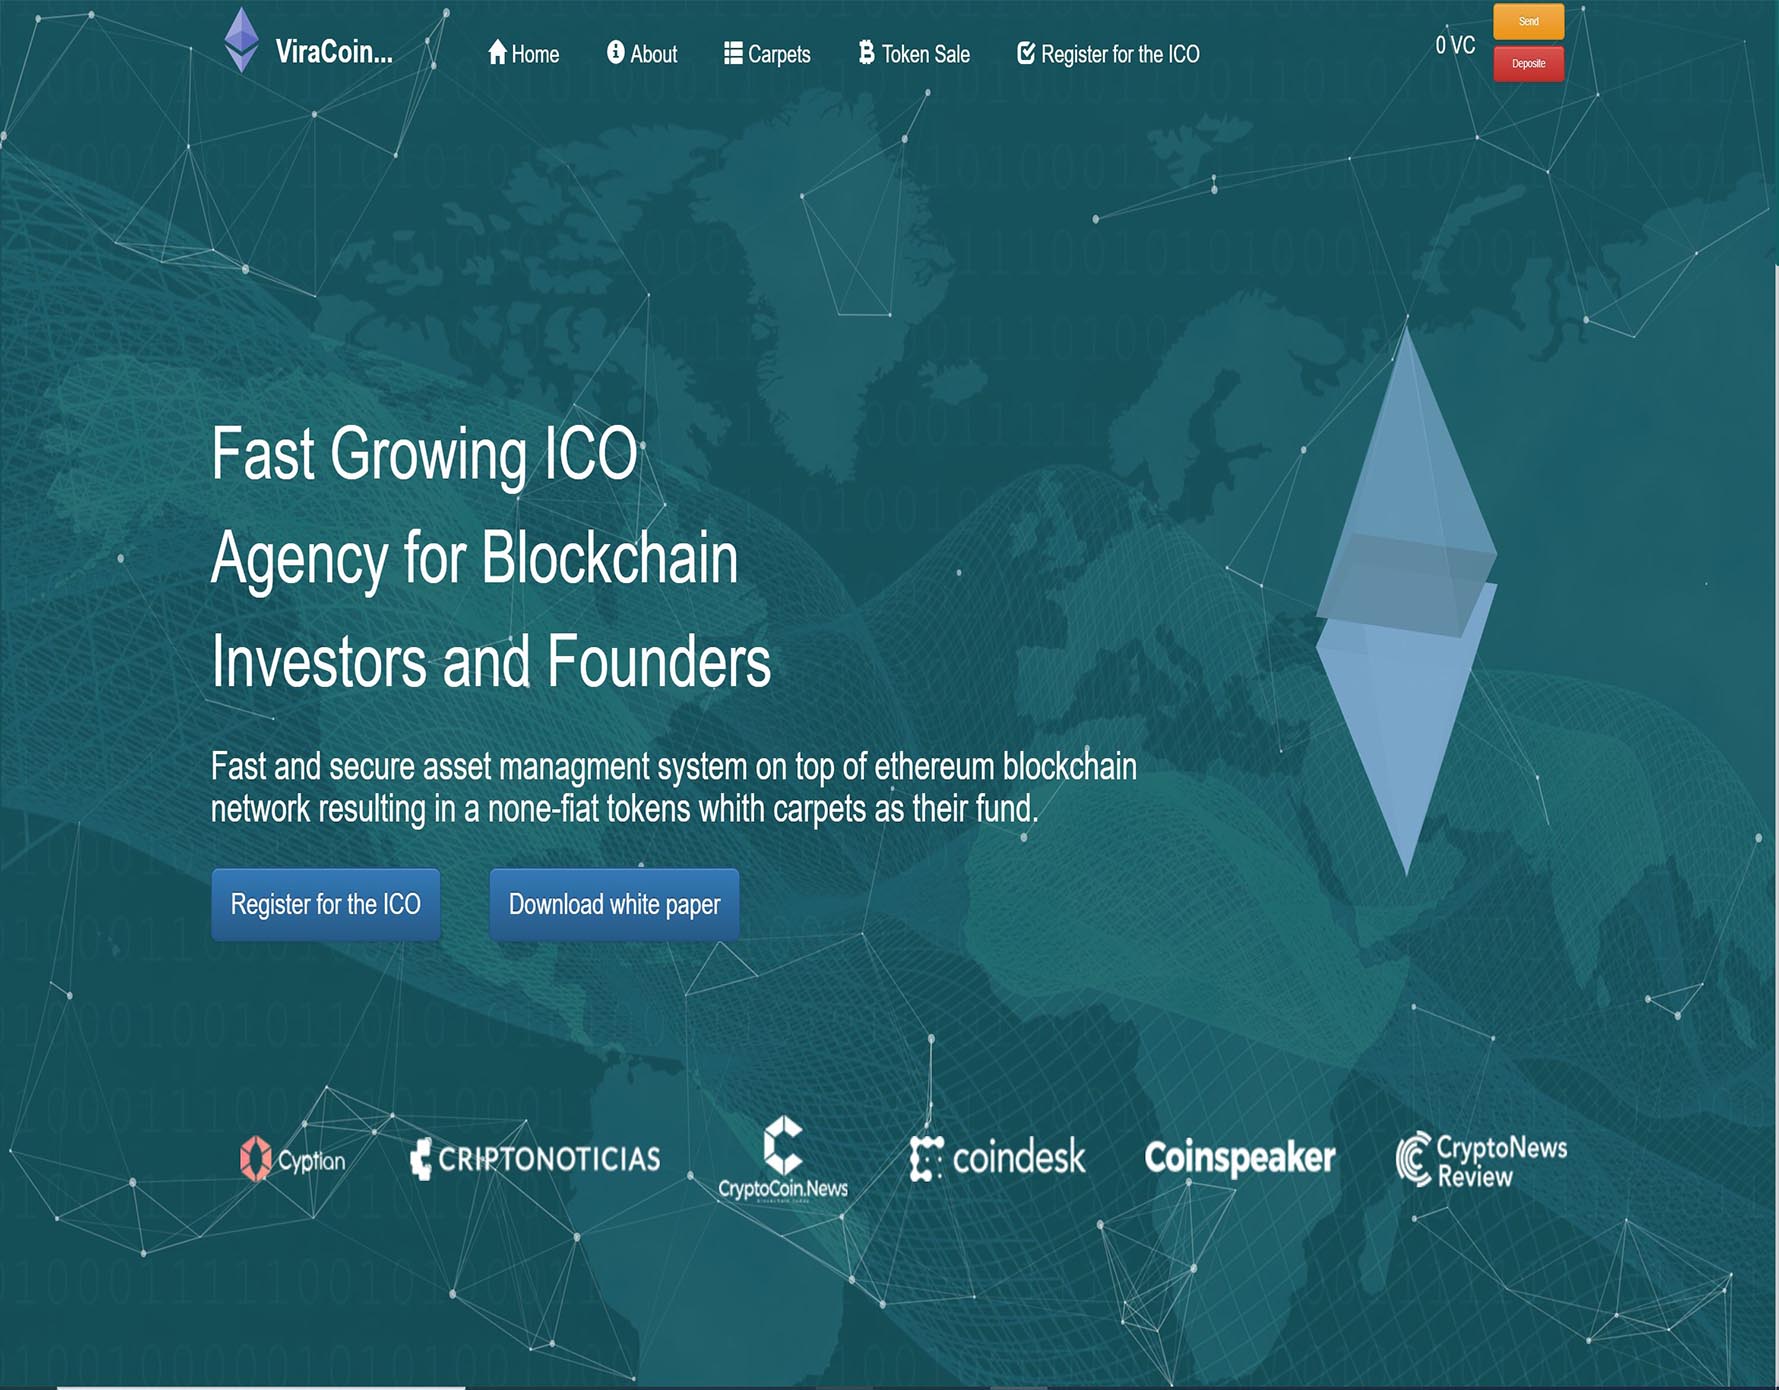 ViraCoin...
Home
About
Carpets
Token Sale
Register for the ICO
0 VC
Send
Deposite
Fast Growing ICO
Agency for Blockchain
Investors and Founders
Fast and secure asset managment system on top of ethereum blockchain
network resulting in a none-fiat tokens whith carpets as their fund.
Register for the ICO
Download white paper
Cyptian
CRIPTONOTICIAS
CryptoCoin.News
coindesk
Coinspeaker
CryptoNews
Review